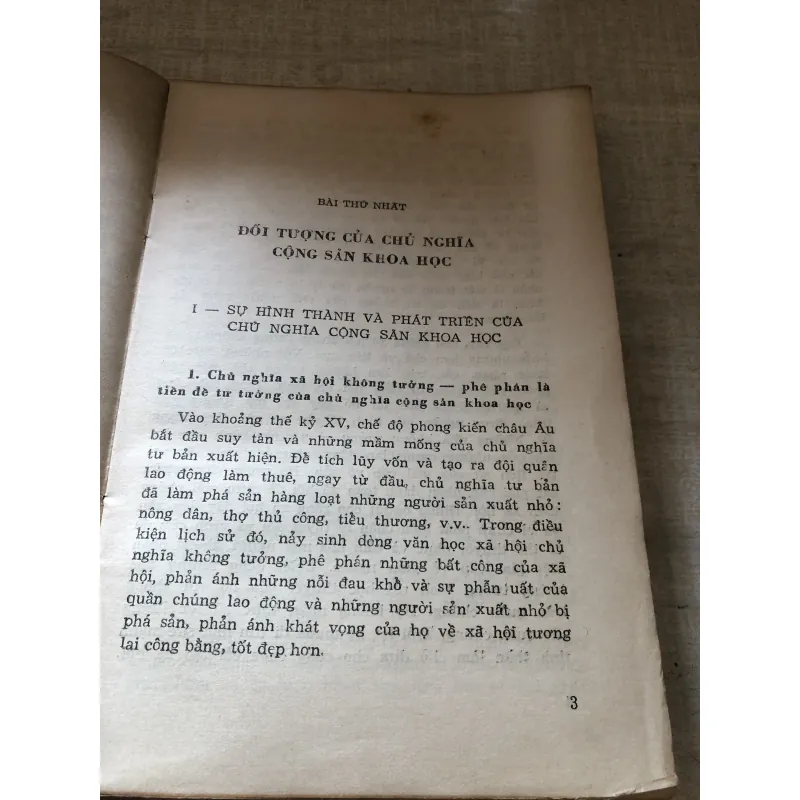 BÀI THỨ NHẤT
ĐỐI TƯỢNG CỦA CHỦ NGHĨA
CỘNG SẢN KHOA HỌC
I — SỰ HÌNH THÀNH VÀ PHÁT TRIỂN CỦA
CHỦ NGHĨA CỘNG SẢN KHOA HỌC
1. Chủ nghĩa xã hội không tưởng — phê phán là
tiền đề tư tưởng của chủ nghĩa cộng sản khoa học
Vào khoảng thế kỷ XV, chế độ phong kiến châu Âu
bắt đầu suy tàn và những mầm mống của chủ nghĩa
tư bản xuất hiện. Để tích lũy vốn và tạo ra đội quân
lao động làm thuê, ngay từ đầu, chủ nghĩa tư bản
đã làm phá sản hàng loạt những người sản xuất nhỏ:
nông dân, thợ thủ công, tiểu thương, v.v.. Trong điều
kiện lịch sử đó, nảy sinh dòng văn học xã hội chủ
nghĩa không tưởng, phê phán những bất công của xã
hội, phản ánh những nỗi đau khổ và sự phẫn uất của
quần chúng lao động và những người sản xuất nhỏ bị
phá sản, phản ánh khát vọng của họ về xã hội tương
lai công bằng, tốt đẹp hơn.
3